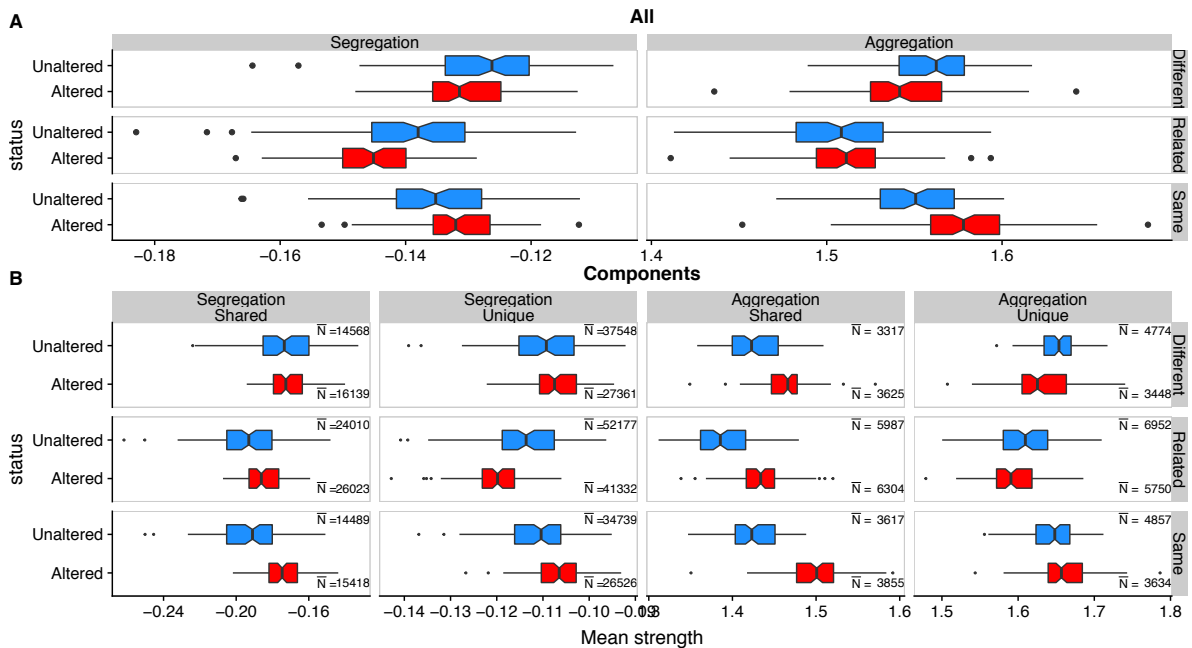 A
All
Segregation
Aggregation
Unaltered
Altered
Different
Unaltered
Altered
Related
Unaltered
Altered
Same
status
−0.18 −0.16 −0.14 −0.12
1.4 1.5 1.6
Components
B
Segregation
Shared
Segregation
Unique
Aggregation
Shared
Aggregation
Unique
N̅ =14568
N̅ =37548
N̅ = 3317
N̅ = 4774
Unaltered
Altered
Different
N̅ =16139
N̅ =27361
N̅ = 3625
N̅ = 3448
N̅ =24010
N̅ =52177
N̅ = 5987
N̅ = 6952
Unaltered
Altered
Related
N̅ =26023
N̅ =41332
N̅ = 6304
N̅ = 5750
N̅ =14489
N̅ =34739
N̅ = 3617
N̅ = 4857
Unaltered
Altered
Same
N̅ =15418
N̅ =26526
N̅ = 3855
N̅ = 3634
status
−0.24 −0.20 −0.16
−0.14 −0.13 −0.12 −0.11 −0.10 −0.09
1.3 1.4 1.5 1.6
1.5 1.6 1.7 1.8
Mean strength